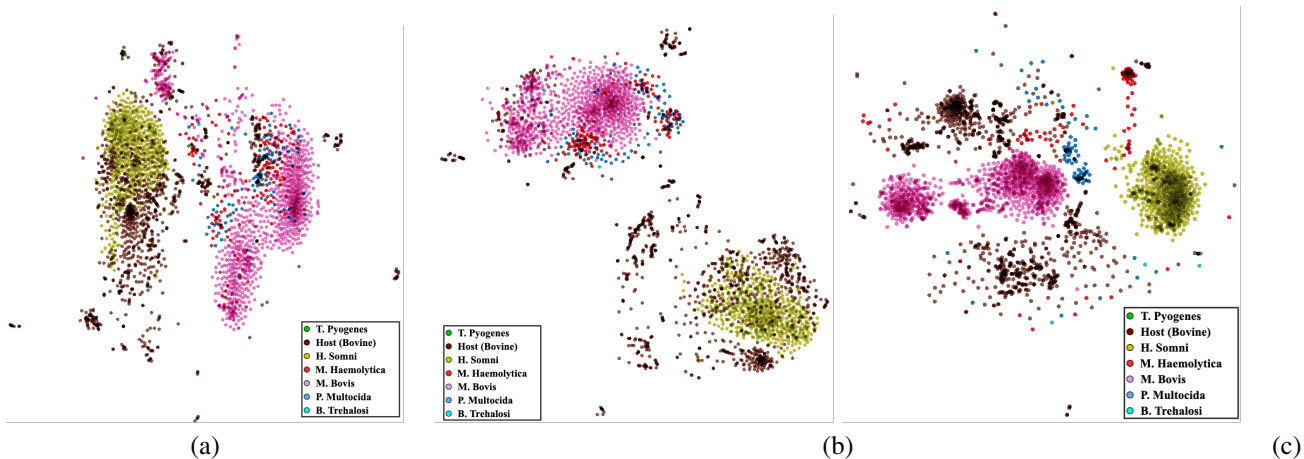 T. Pyogenes
Host (Bovine)
H. Somni
M. Haemolytica
M. Bovis
P. Multocida
B. Trehalosi
T. Pyogenes
Host (Bovine)
H. Somni
M. Haemolytica
M. Bovis
P. Multocida
B. Trehalosi
T. Pyogenes
Host (Bovine)
H. Somni
M. Haemolytica
M. Bovis
P. Multocida
B. Trehalosi
(a)
(b)
(c)